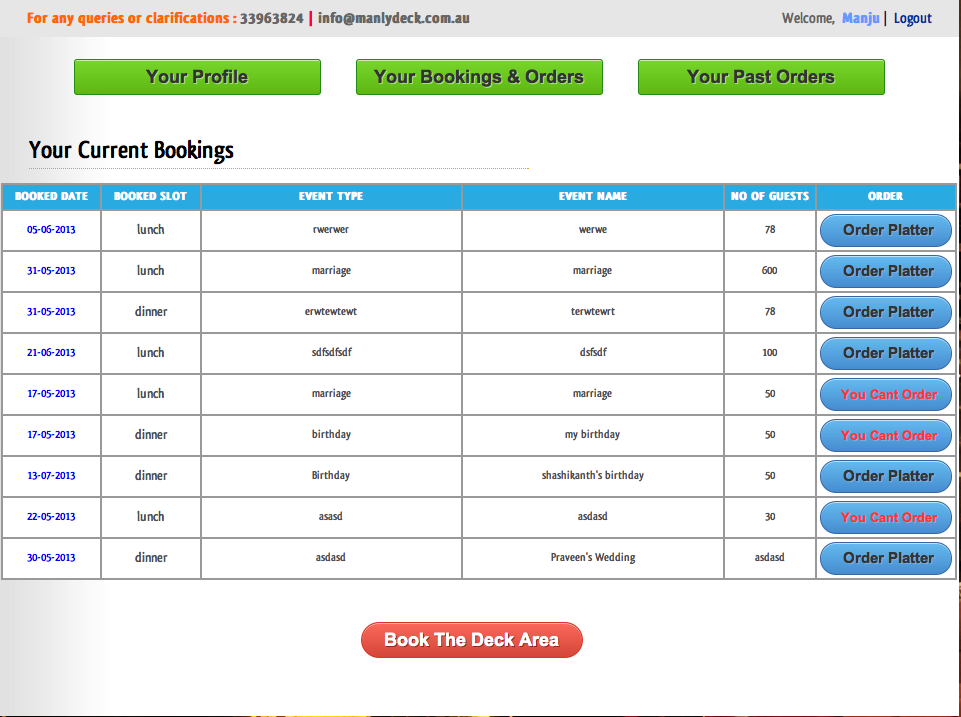 For any queries or clarifications : 33963824 | info@manlydeck.com.au Welcome, Manju | Logout
Your Profile Your Bookings & Orders Your Past Orders
Your Current Bookings
BOOKED DATE BOOKED SLOT EVENT TYPE EVENT NAME NO OF GUESTS ORDER
05-06-2013 lunch rwerwer werwe 78 Order Platter
31-05-2013 lunch marriage marriage 600 Order Platter
31-05-2013 dinner erwtewtewt terwtewrt 78 Order Platter
21-06-2013 lunch sdfsdfsdf dsfsdf 100 Order Platter
17-05-2013 lunch marriage marriage 50 You Cant Order
17-05-2013 dinner birthday my birthday 50 You Cant Order
13-07-2013 dinner Birthday shashikanth's birthday 50 Order Platter
22-05-2013 lunch asasd asdasd 30 You Cant Order
30-05-2013 dinner asdasd Praveen's Wedding asdasd Order Platter
Book The Deck Area